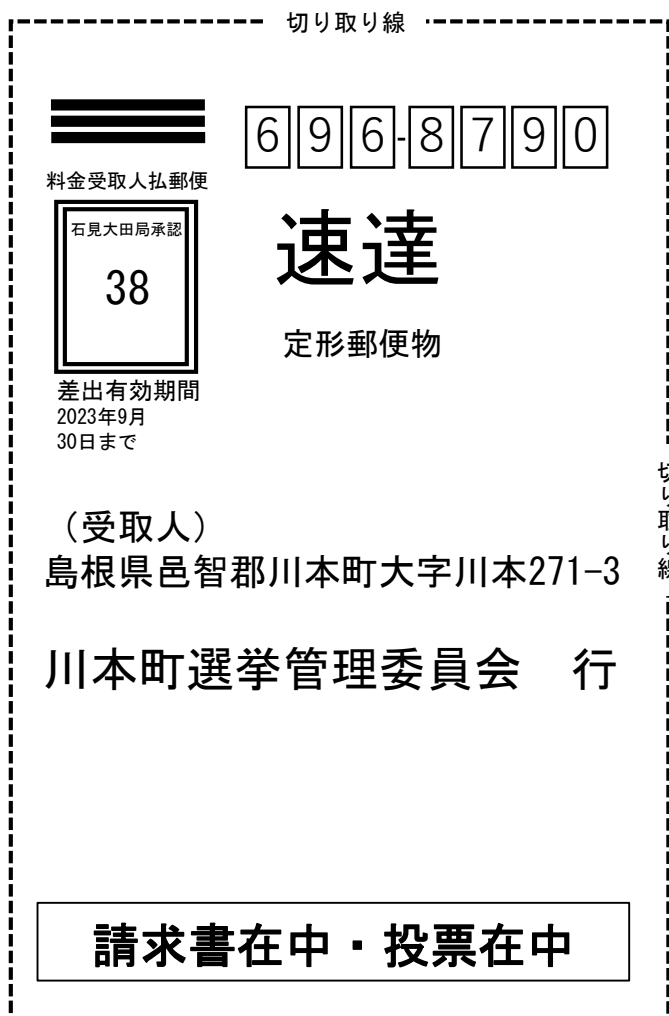 切り取り線
696-8790
料金受取人払郵便
石見大田局承認
38
速達
定形郵便物
差出有効期間
2023年9月
30日まで
切り取り線
（受取人）
島根県邑智郡川本町大字川本271−3
川本町選挙管理委員会　行
請求書在中・投票在中